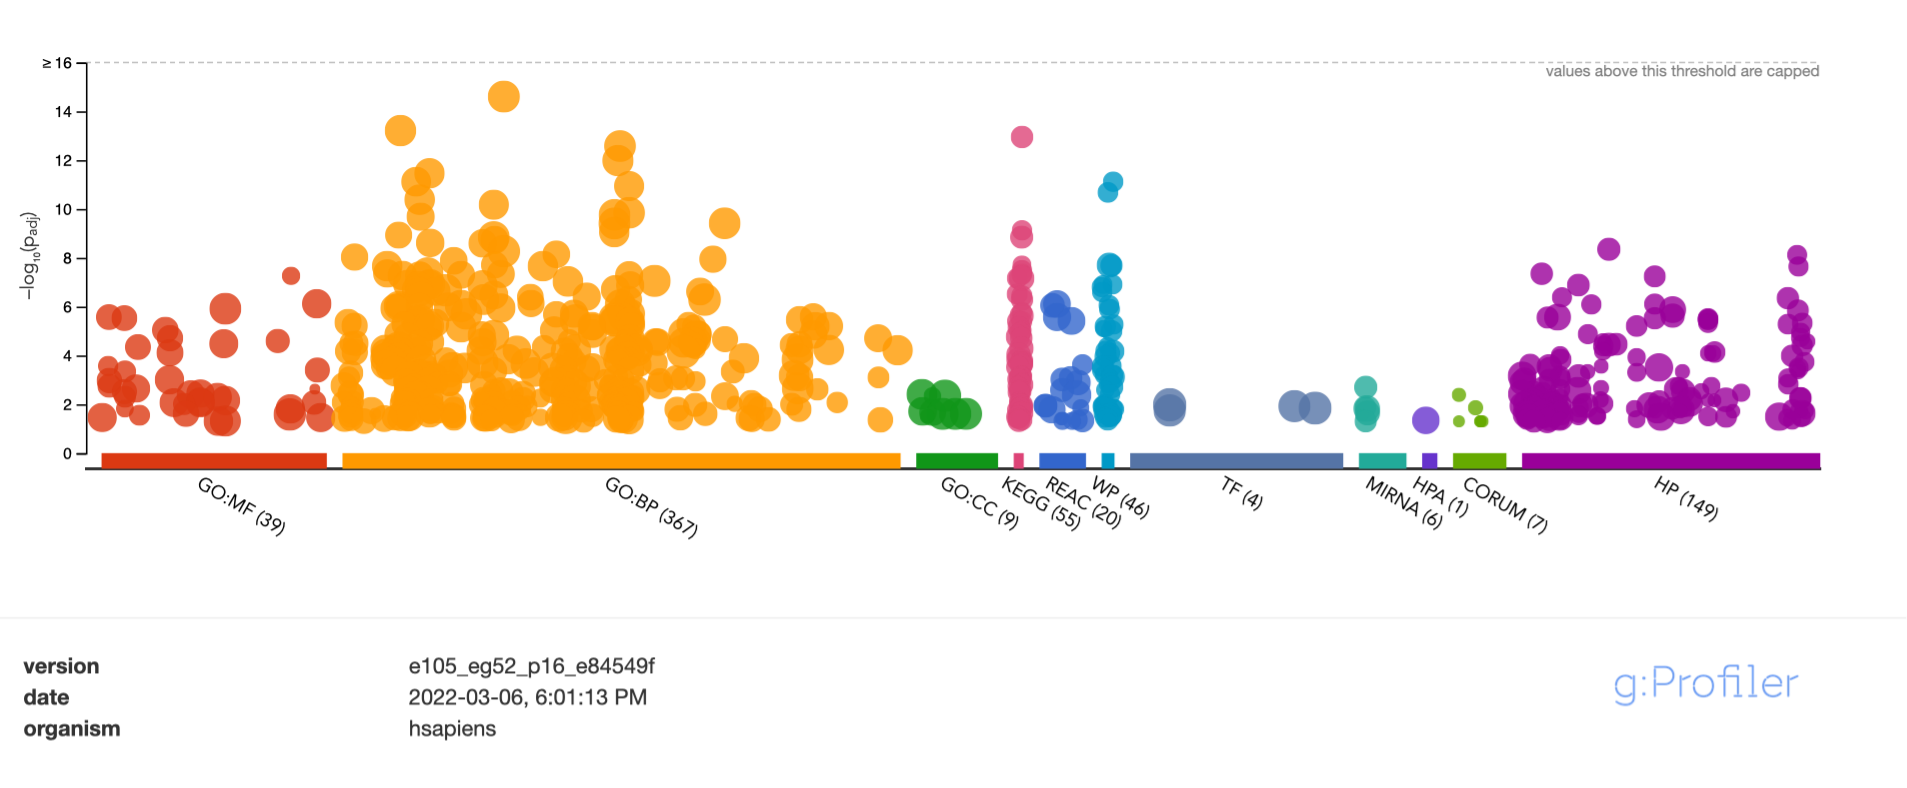 ≥ 16
values above this threshold are capped
14
12
10
8
6
4
2
0
−log10(padj)
GO:MF (39)
GO:BP (367)
GO:CC (9)
KEGG (55)
REAC (20)
WP (46)
TF (4)
MIRNA (6)
HPA (1)
CORUM (7)
HP (149)
version e105_eg52_p16_e84549f
date 2022-03-06, 6:01:13 PM
organism hsapiens
g:Profiler